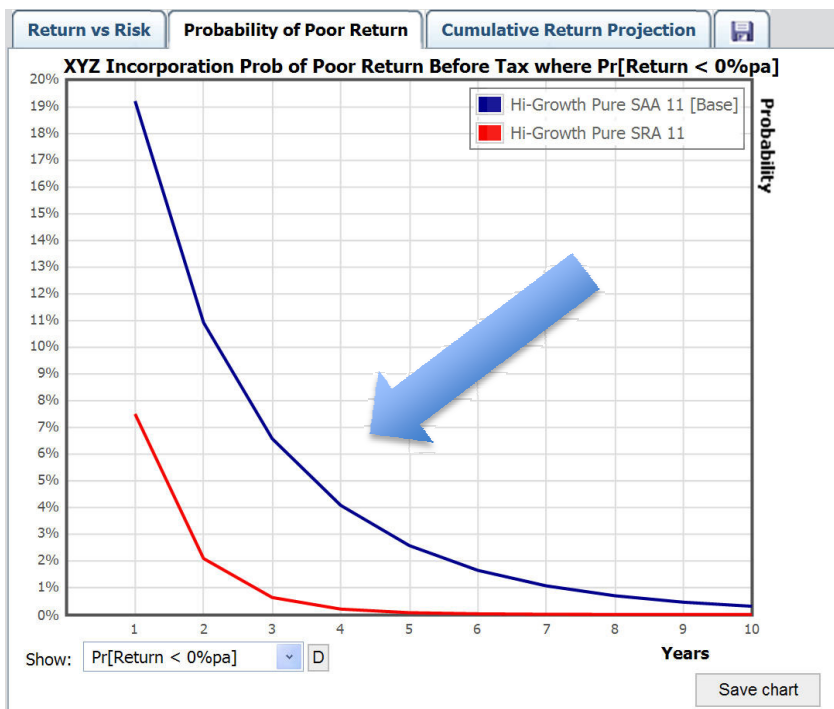 Return vs Risk Probability of Poor Return Cumulative Return Projection
XYZ Incorporation Prob of Poor Return Before Tax where Pr[Return < 0%pa]
20%
19%
18%
17%
16%
15%
14%
13%
12%
11%
10%
9%
8%
7%
6%
5%
4%
3%
2%
1%
0%
Hi-Growth Pure SAA 11 [Base]
Hi-Growth Pure SRA 11
Probability
1 2 3 4 5 6 7 8 9 10
Years
Show: Pr[Return < 0%pa] D
Save chart